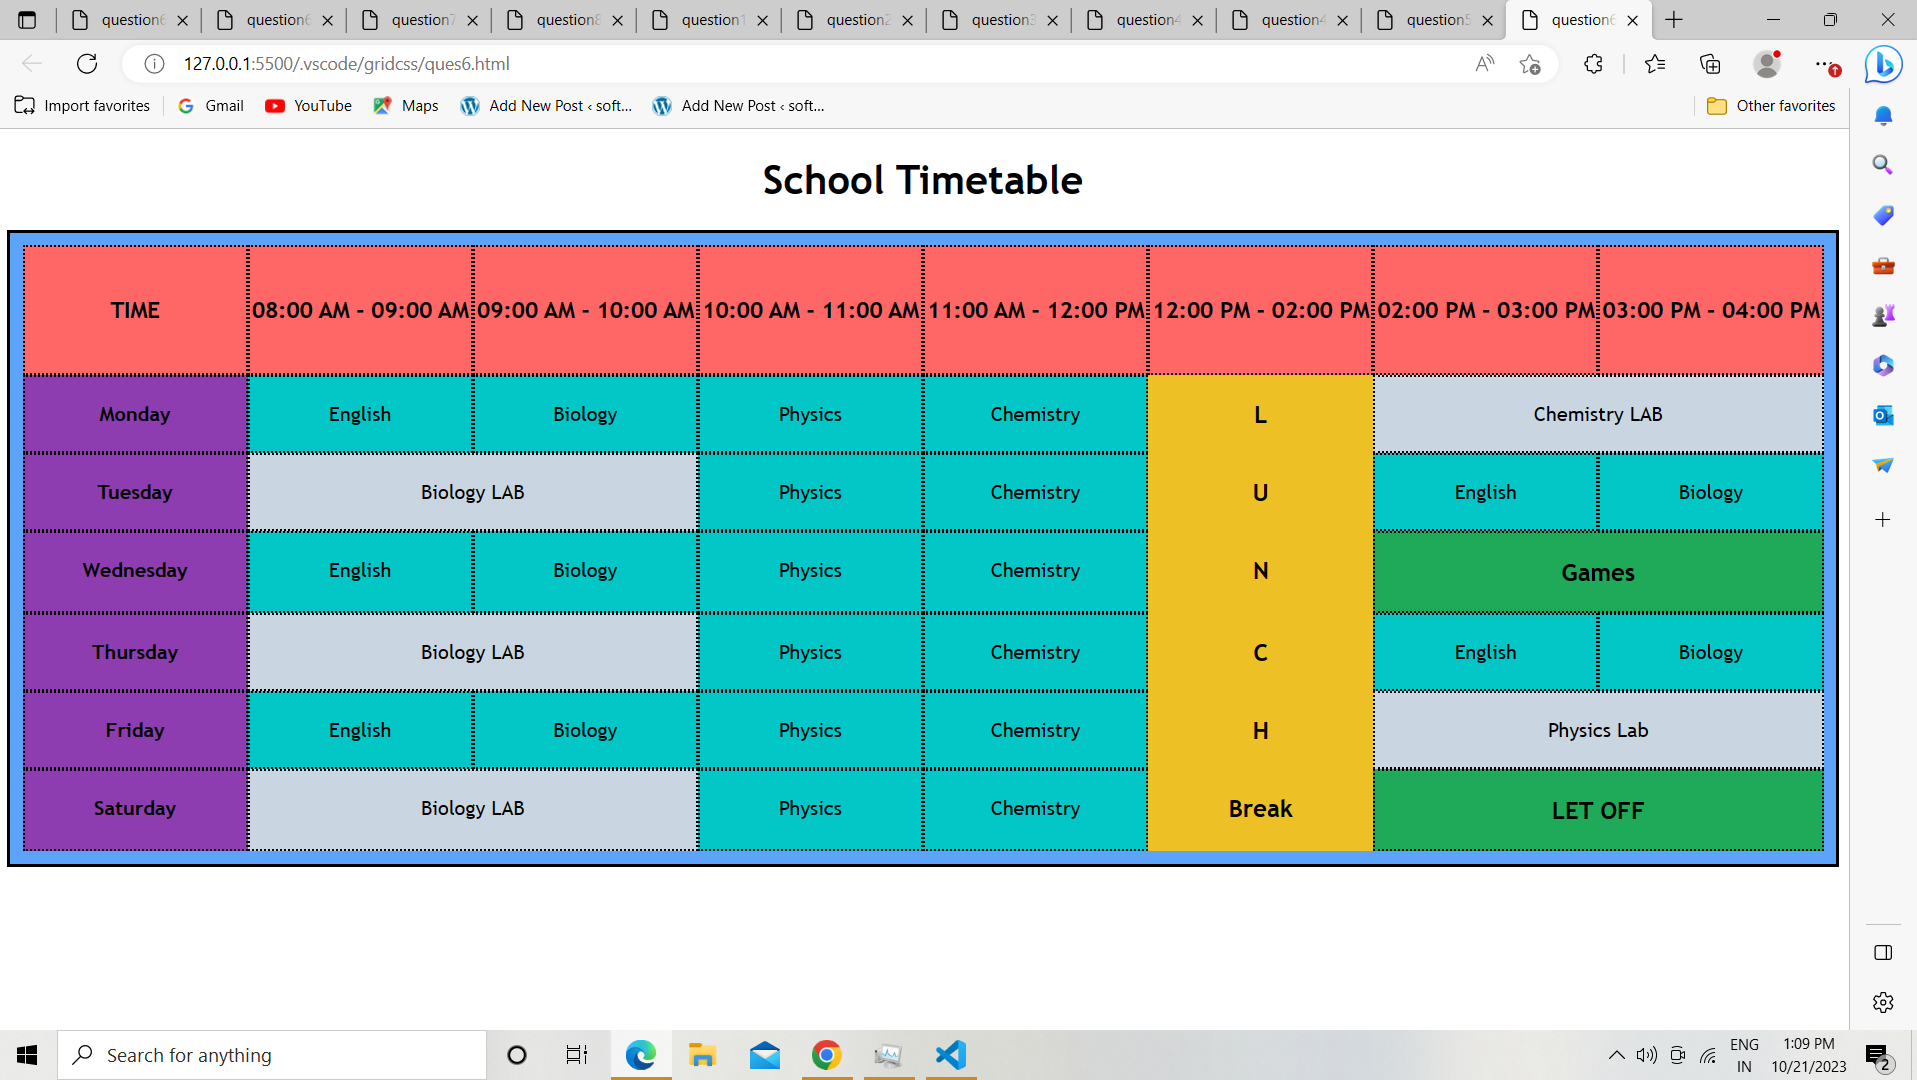 question6
question6
question7
question8
question1
question2
question3
question4
question4
question5
question6
127.0.0.1:5500/.vscode/gridcss/ques6.html
Import favorites
Gmail
YouTube
Maps
Add New Post ‹ soft...
Add New Post ‹ soft...
Other favorites
School Timetable
TIME 08:00 AM - 09:00 AM 09:00 AM - 10:00 AM 10:00 AM - 11:00 AM 11:00 AM - 12:00 PM 12:00 PM - 02:00 PM 02:00 PM - 03:00 PM 03:00 PM - 04:00 PM
Monday English Biology Physics Chemistry L Chemistry LAB
Tuesday Biology LAB Physics Chemistry U English Biology
Wednesday English Biology Physics Chemistry N Games
Thursday Biology LAB Physics Chemistry C English Biology
Friday English Biology Physics Chemistry H Physics Lab
Saturday Biology LAB Physics Chemistry Break LET OFF
Search for anything
ENG
IN
1:09 PM
10/21/2023
2